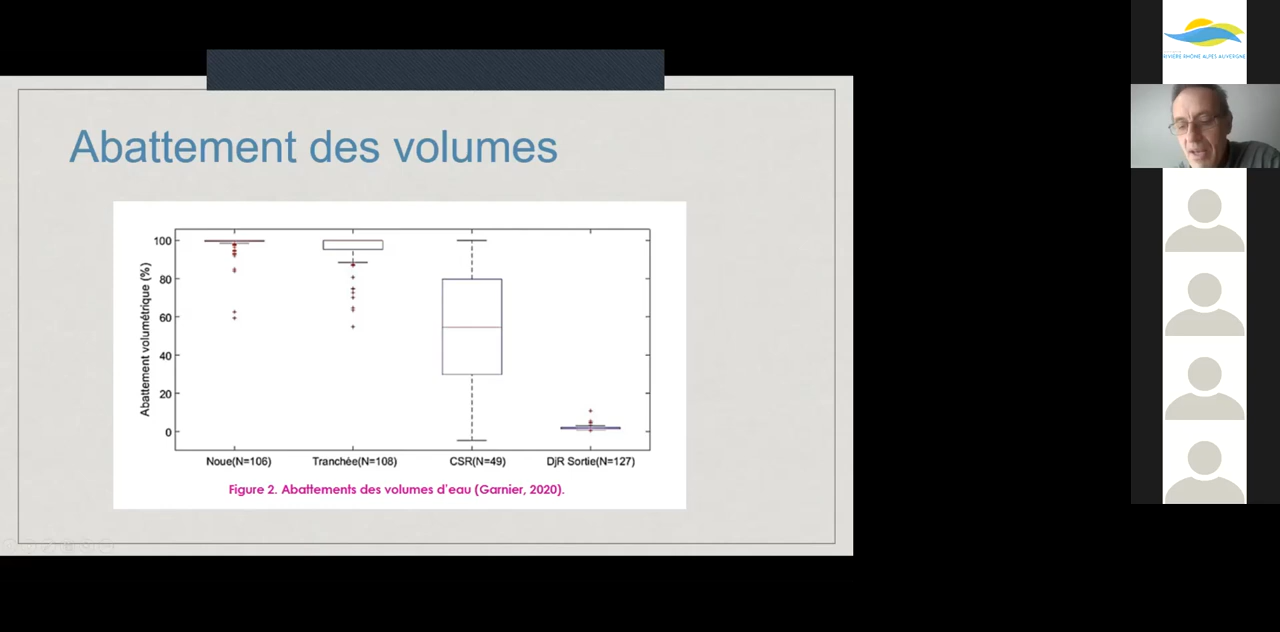 Abattement des volumes
100
80
60
40
20
0
Abattement volumétrique (%)
Noue(N=106)
Tranchée(N=108)
CSR(N=49)
DjR Sortie(N=127)
Figure 2. Abattements des volumes d'eau (Garnier, 2020).
RIVIÈRE RHÔNE ALPES AUVERGNE